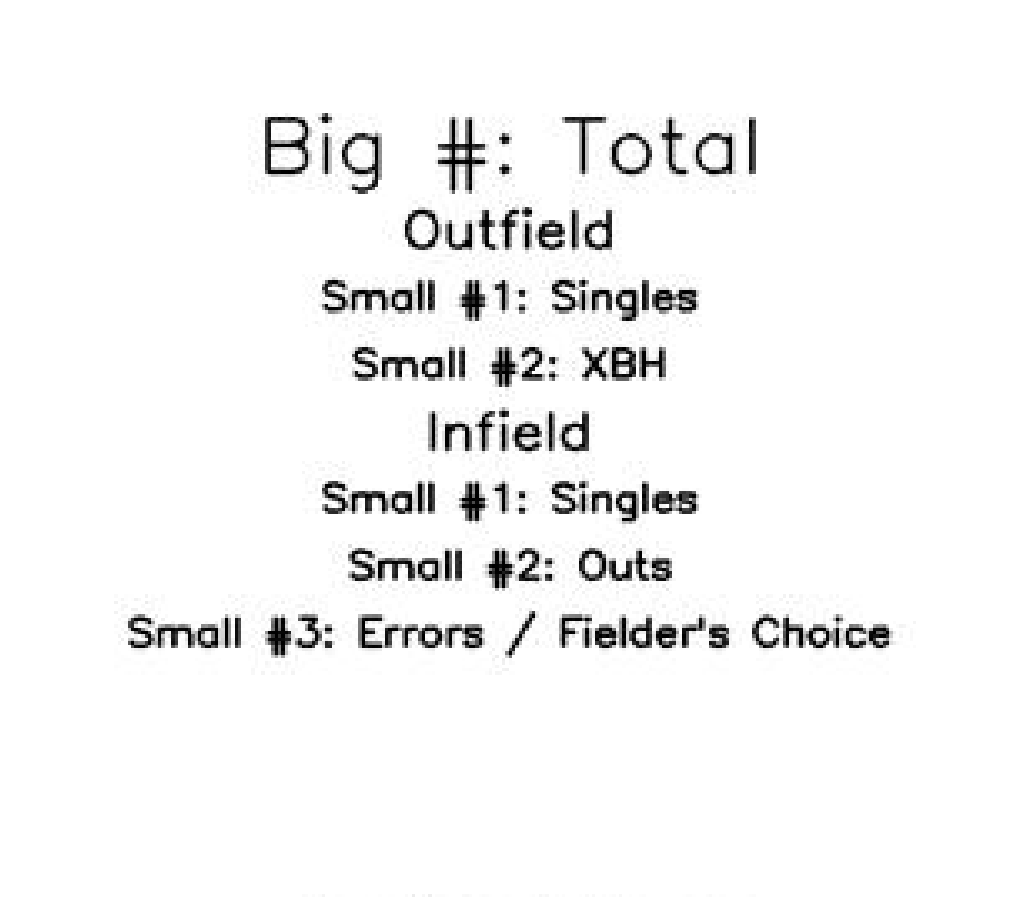 Big #: Total
Outfield
Small #1: Singles
Small #2: XBH
Infield
Small #1: Singles
Small #2: Outs
Small #3: Errors / Fielder's Choice